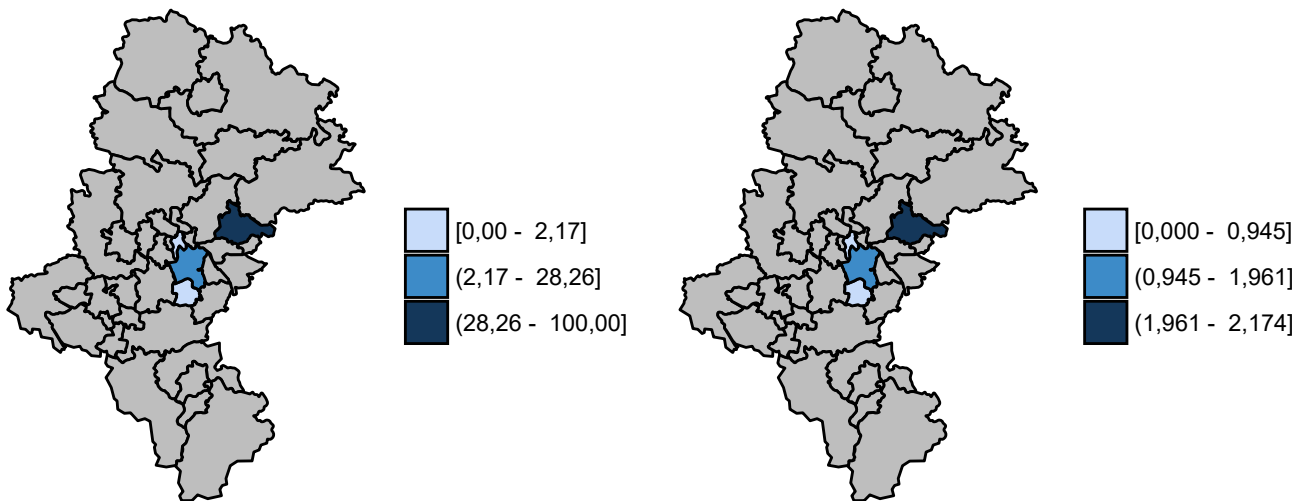 [0,00 - 2,17]
(2,17 - 28,26]
(28,26 - 100,00]
[0,000 - 0,945]
(0,945 - 1,961]
(1,961 - 2,174]